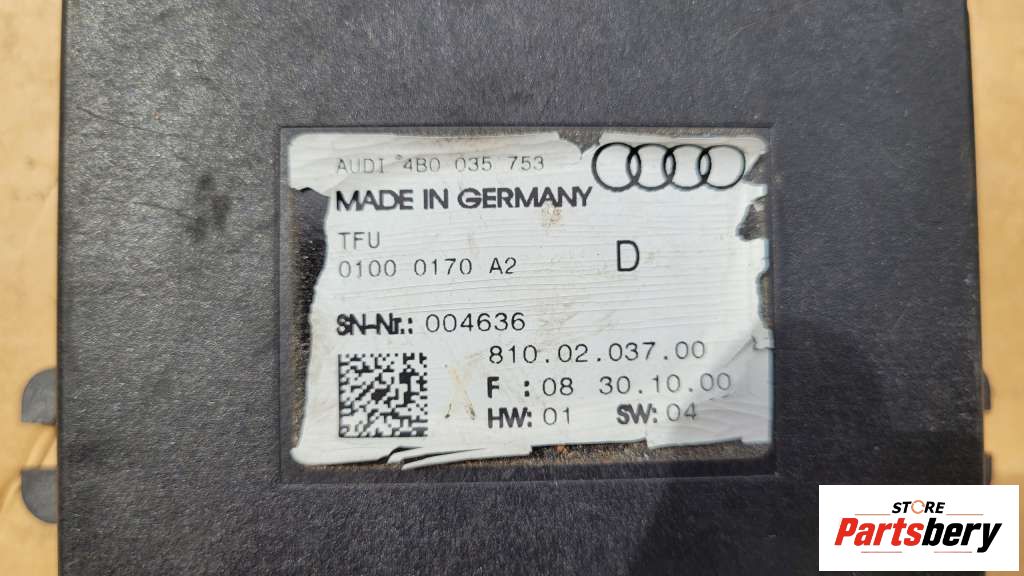 AUDI 4B0 035 753
MADE IN GERMANY
TFU
0100 0170 A2
D
SN-Nr.: 004636
810.02.037.00
F : 08 30.10.00
HW: 01 SW: 04
STORE
Partsbery